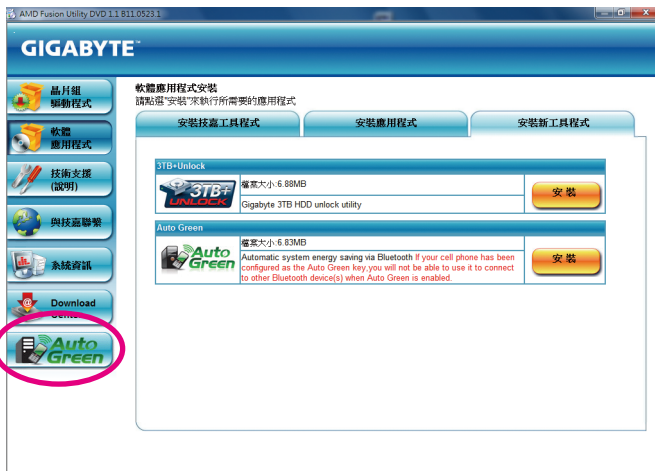 AMD Fusion Utility DVD 1.1 B11.0523.1
GIGABYTE™
晶片組
驅動程式
軟體
應用程式
技術支援
(說明)
與技嘉聯繫
系統資訊
Download
Center
Auto
Green
軟體應用程式安裝
請點選"安裝"來執行所需要的應用程式
安裝技嘉工具程式
安裝應用程式
安裝新工具程式
3TB+Unlock
3TB+
UNLOCK
檔案大小:6.88MB
Gigabyte 3TB HDD unlock utility
安裝
Auto Green
Auto
Green
檔案大小:6.83MB
Automatic system energy saving via Bluetooth If your cell phone has been
configured as the Auto Green key,you will not be able to use it to connect
to other Bluetooth device(s) when Auto Green is enabled.
安裝